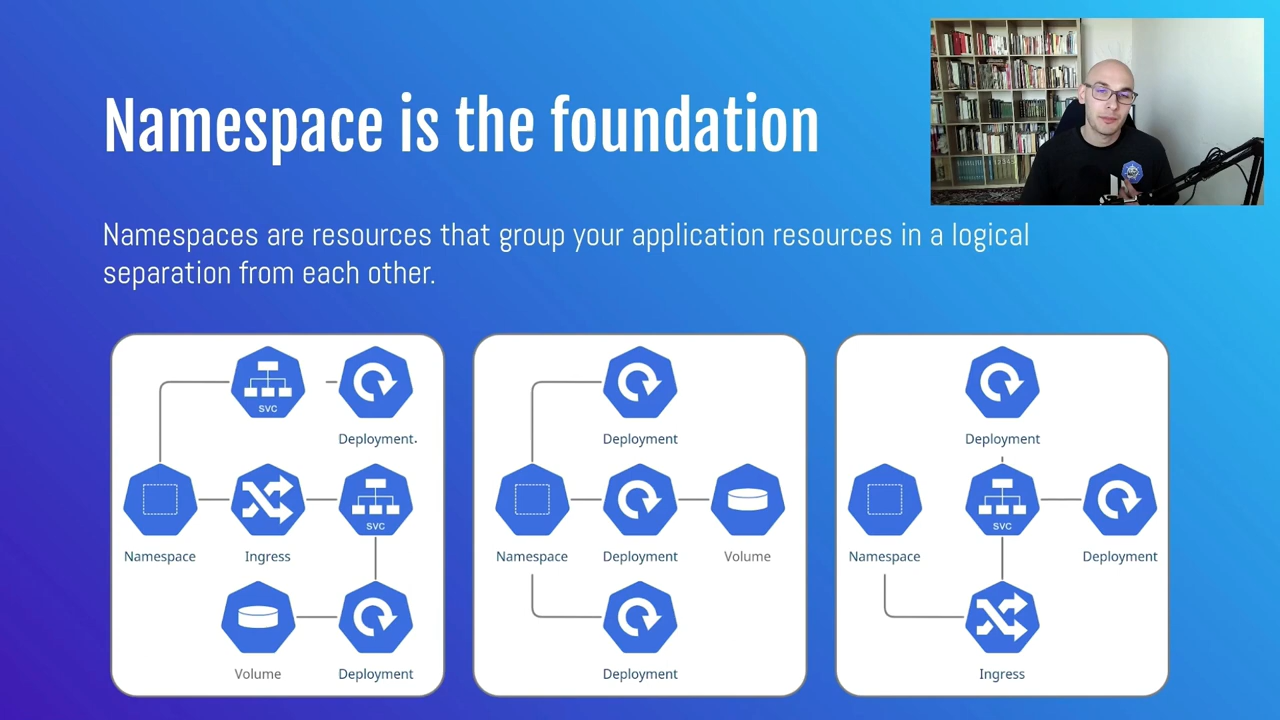 Namespace is the foundation
Namespaces are resources that group your application resources in a logical
separation from each other.
SVC
Deployment.
SVC
Namespace
Ingress
Volume
Deployment
Deployment
Namespace
Deployment
Volume
Deployment
Deployment
SVC
Namespace
Deployment
Ingress